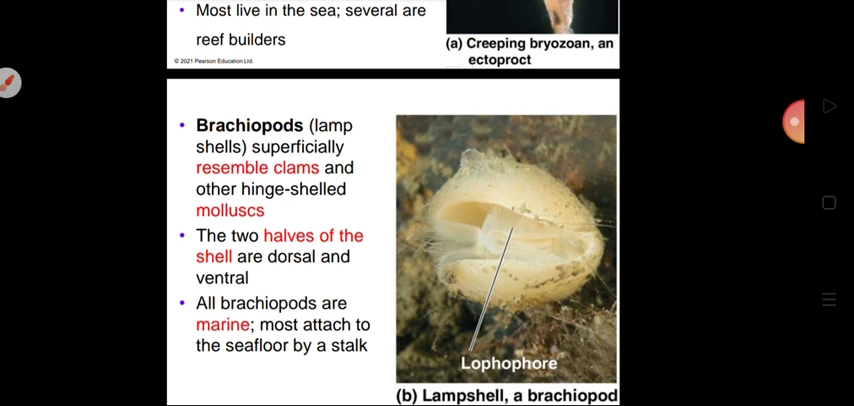 • Most live in the sea; several are
reef builders
© 2021 Pearson Education Ltd.
(a) Creeping bryozoan, an
ectoproct
• Brachiopods (lamp
shells) superficially
resemble clams and
other hinge-shelled
molluscs
• The two halves of the
shell are dorsal and
ventral
• All brachiopods are
marine; most attach to
the seafloor by a stalk
Lophophore
(b) Lampshell, a brachiopod